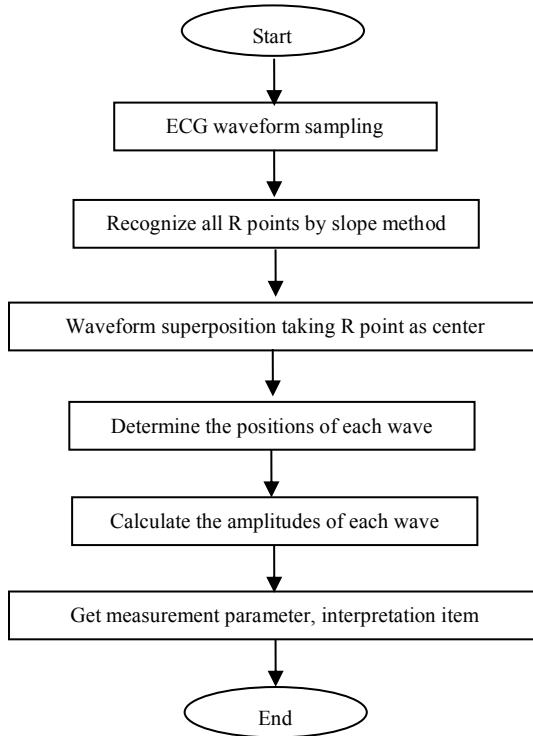 Start
ECG waveform sampling
Recognize all R points by slope method
Waveform superposition taking R point as center
Determine the positions of each wave
Calculate the amplitudes of each wave
Get measurement parameter, interpretation item
End